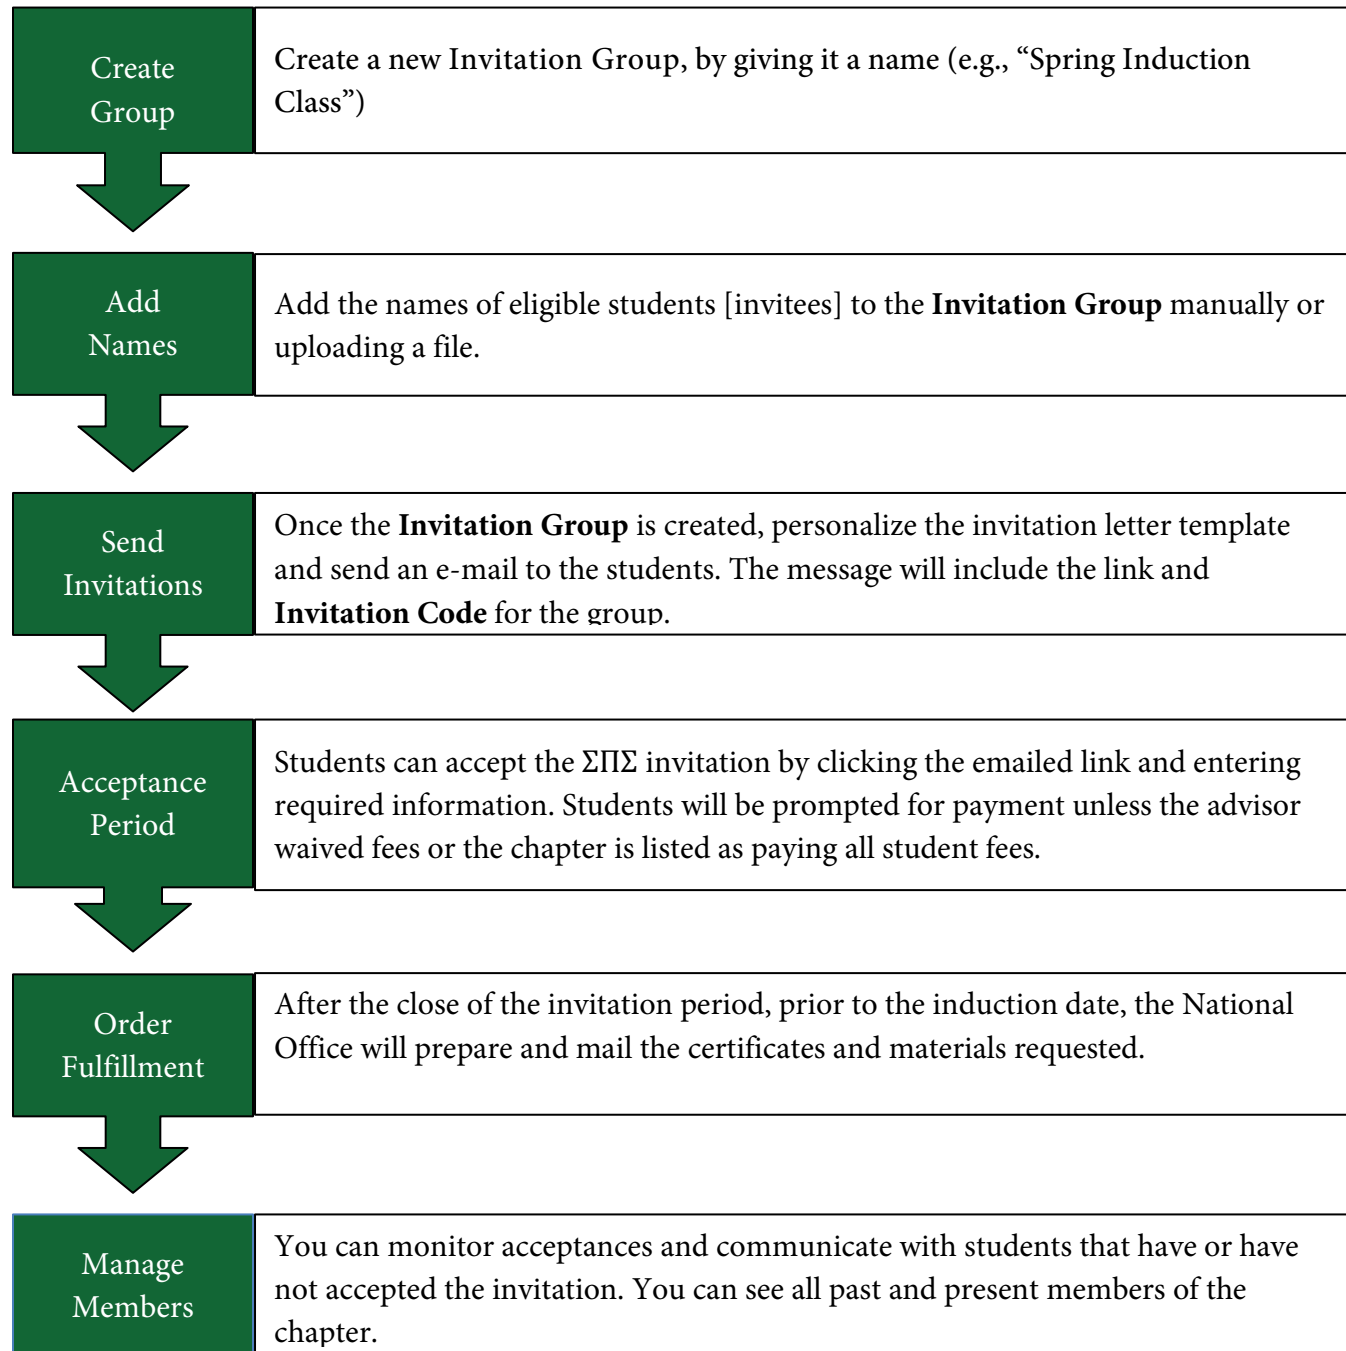 Create
Group
Create a new Invitation Group, by giving it a name (e.g., “Spring Induction
Class”)
Add
Names
Add the names of eligible students [invitees] to the Invitation Group manually or
uploading a file.
Send
Invitations
Once the Invitation Group is created, personalize the invitation letter template
and send an e-mail to the students. The message will include the link and
Invitation Code for the group.
Acceptance
Period
Students can accept the ΣΠΣ invitation by clicking the emailed link and entering
required information. Students will be prompted for payment unless the advisor
waived fees or the chapter is listed as paying all student fees.
Order
Fulfillment
After the close of the invitation period, prior to the induction date, the National
Office will prepare and mail the certificates and materials requested.
Manage
Members
You can monitor acceptances and communicate with students that have or have
not accepted the invitation. You can see all past and present members of the
chapter.